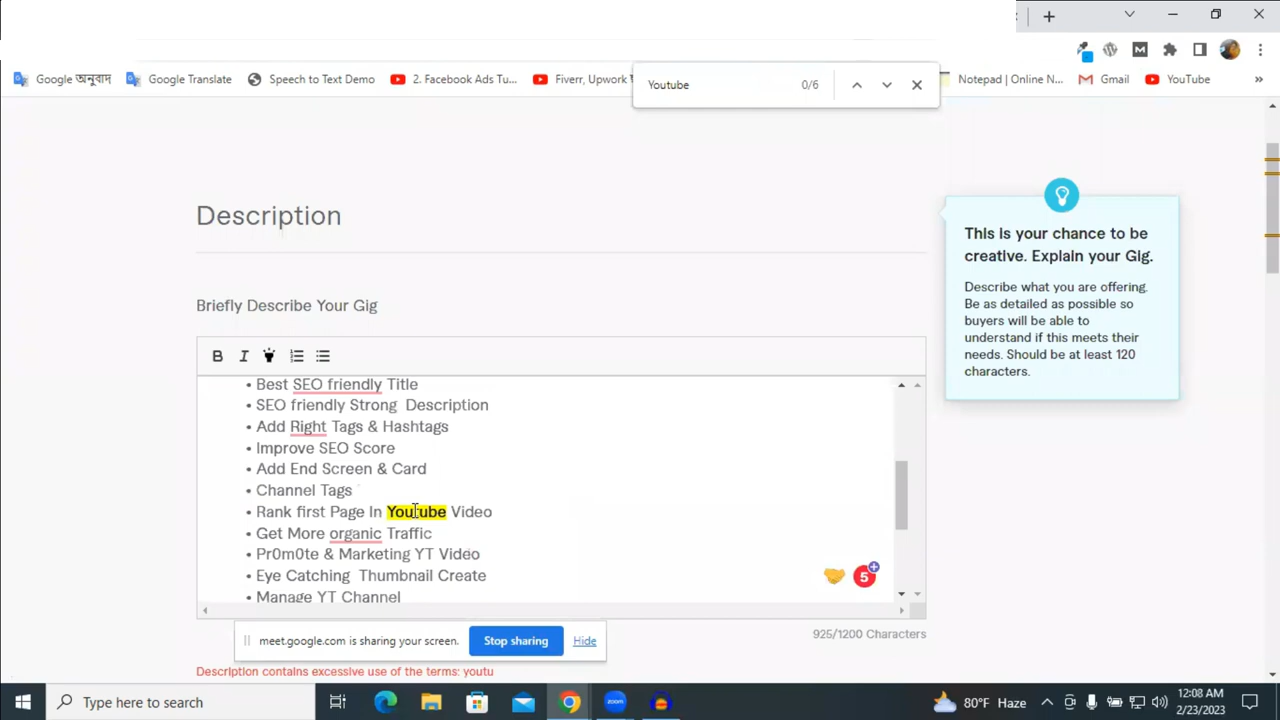 Google অনুবাদ
Google Translate
Speech to Text Demo
2. Facebook Ads Tu...
Fiverr, Upwork
Youtube 0/6
Notepad | Online N...
Gmail
YouTube
»
Description
This is your chance to be
creative. Explain your Gig.
Describe what you are offering.
Be as detailed as possible so
buyers will be able to
understand if this meets their
needs. Should be at least 120
characters.
Briefly Describe Your Gig
B I
• Best SEO friendly Title
• SEO friendly Strong Description
• Add Right Tags & Hashtags
• Improve SEO Score
• Add End Screen & Card
• Channel Tags
• Rank first Page In Youtube Video
• Get More organic Traffic
• Pr0m0te & Marketing YT Video
• Eye Catching Thumbnail Create
• Manage YT Channel
5
925/1200 Characters
meet.google.com is sharing your screen. Stop sharing Hide
Description contains excessive use of the terms: youtu
Type here to search
zoom
80°F Haze
12:08 AM
2/23/2023